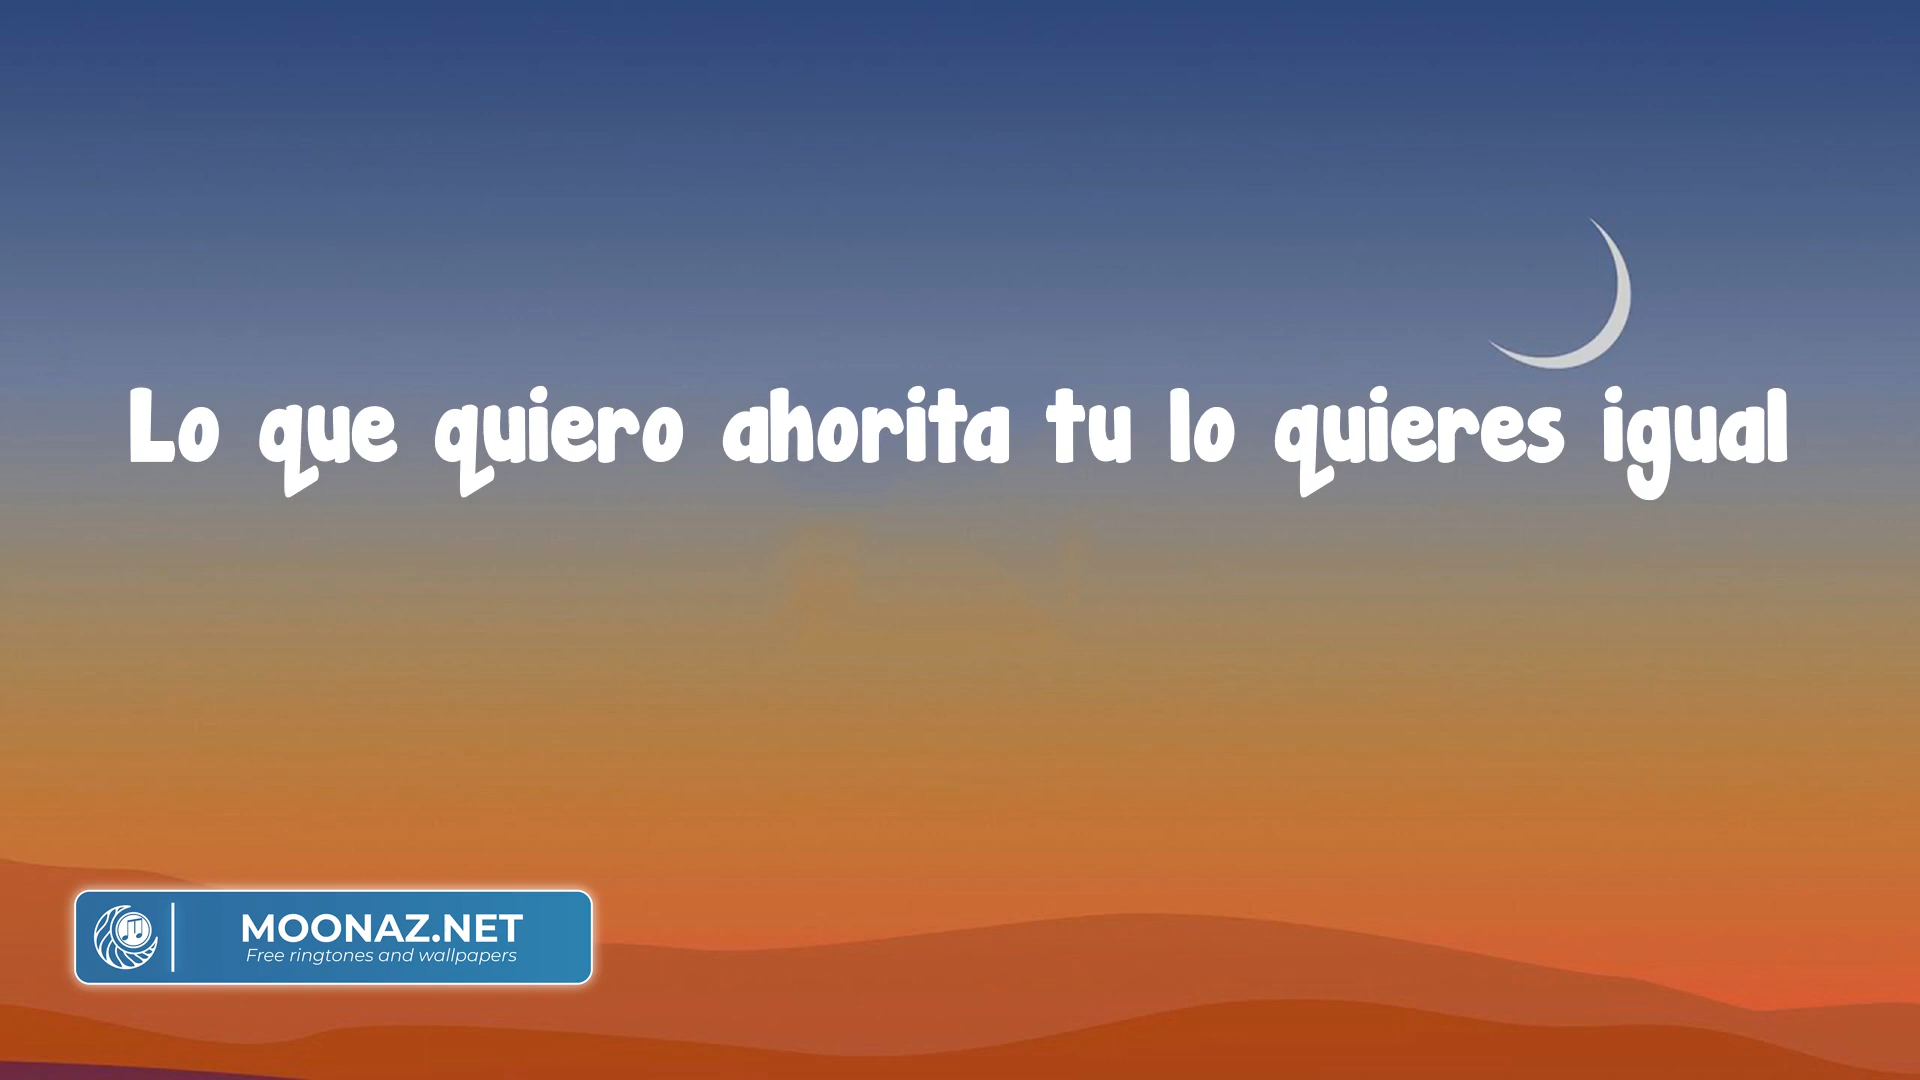 Lo que quiero ahorita tu lo quieres igual
MOONAZ.NET
Free ringtones and wallpapers